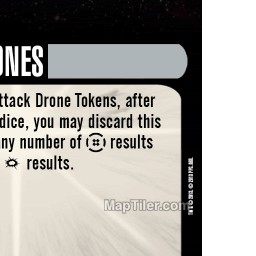 ONES
ttack Drone Tokens, after
dice, you may discard this
ny number of results
results.
MapTiler.com